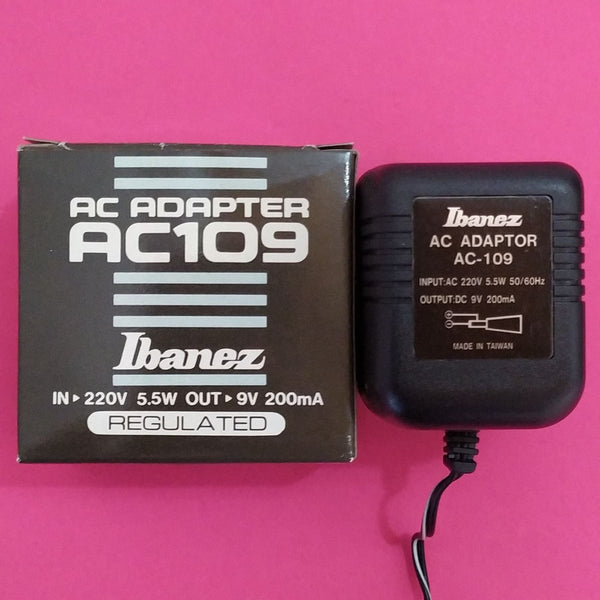 AC ADAPTER
AC109
Ibanez
IN▸220V 5.5W OUT▸9V 200mA
REGULATED
Ibanez
AC ADAPTOR
AC-109
INPUT:AC 220V 5.5W 50/60Hz
OUTPUT:DC 9V 200mA
MADE IN TAIWAN